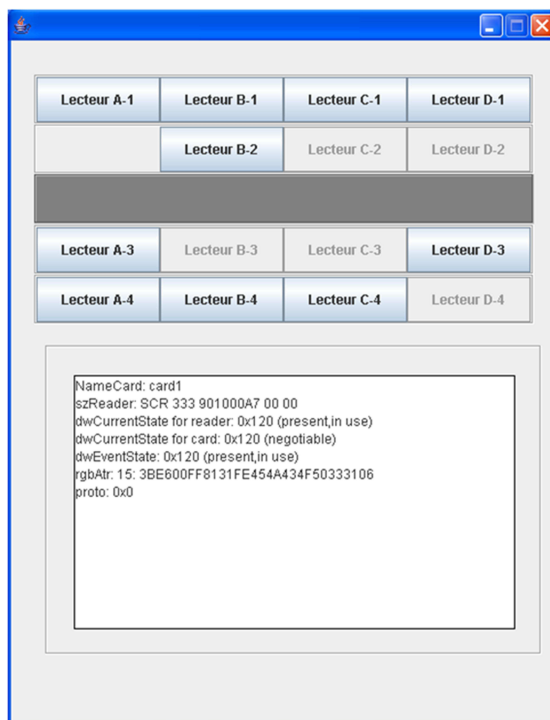 Lecteur A-1 Lecteur B-1 Lecteur C-1 Lecteur D-1
Lecteur B-2 Lecteur C-2 Lecteur D-2
Lecteur A-3 Lecteur B-3 Lecteur C-3 Lecteur D-3
Lecteur A-4 Lecteur B-4 Lecteur C-4 Lecteur D-4
NameCard: card1
szReader: SCR 333 901000A7 00 00
dwCurrentState for reader: 0x120 (present,in use)
dwCurrentState for card: 0x120 (negotiable)
dwEventState: 0x120 (present,in use)
rgbAtr: 15: 3BE600FF8131FE454A434F50333106
proto: 0x0